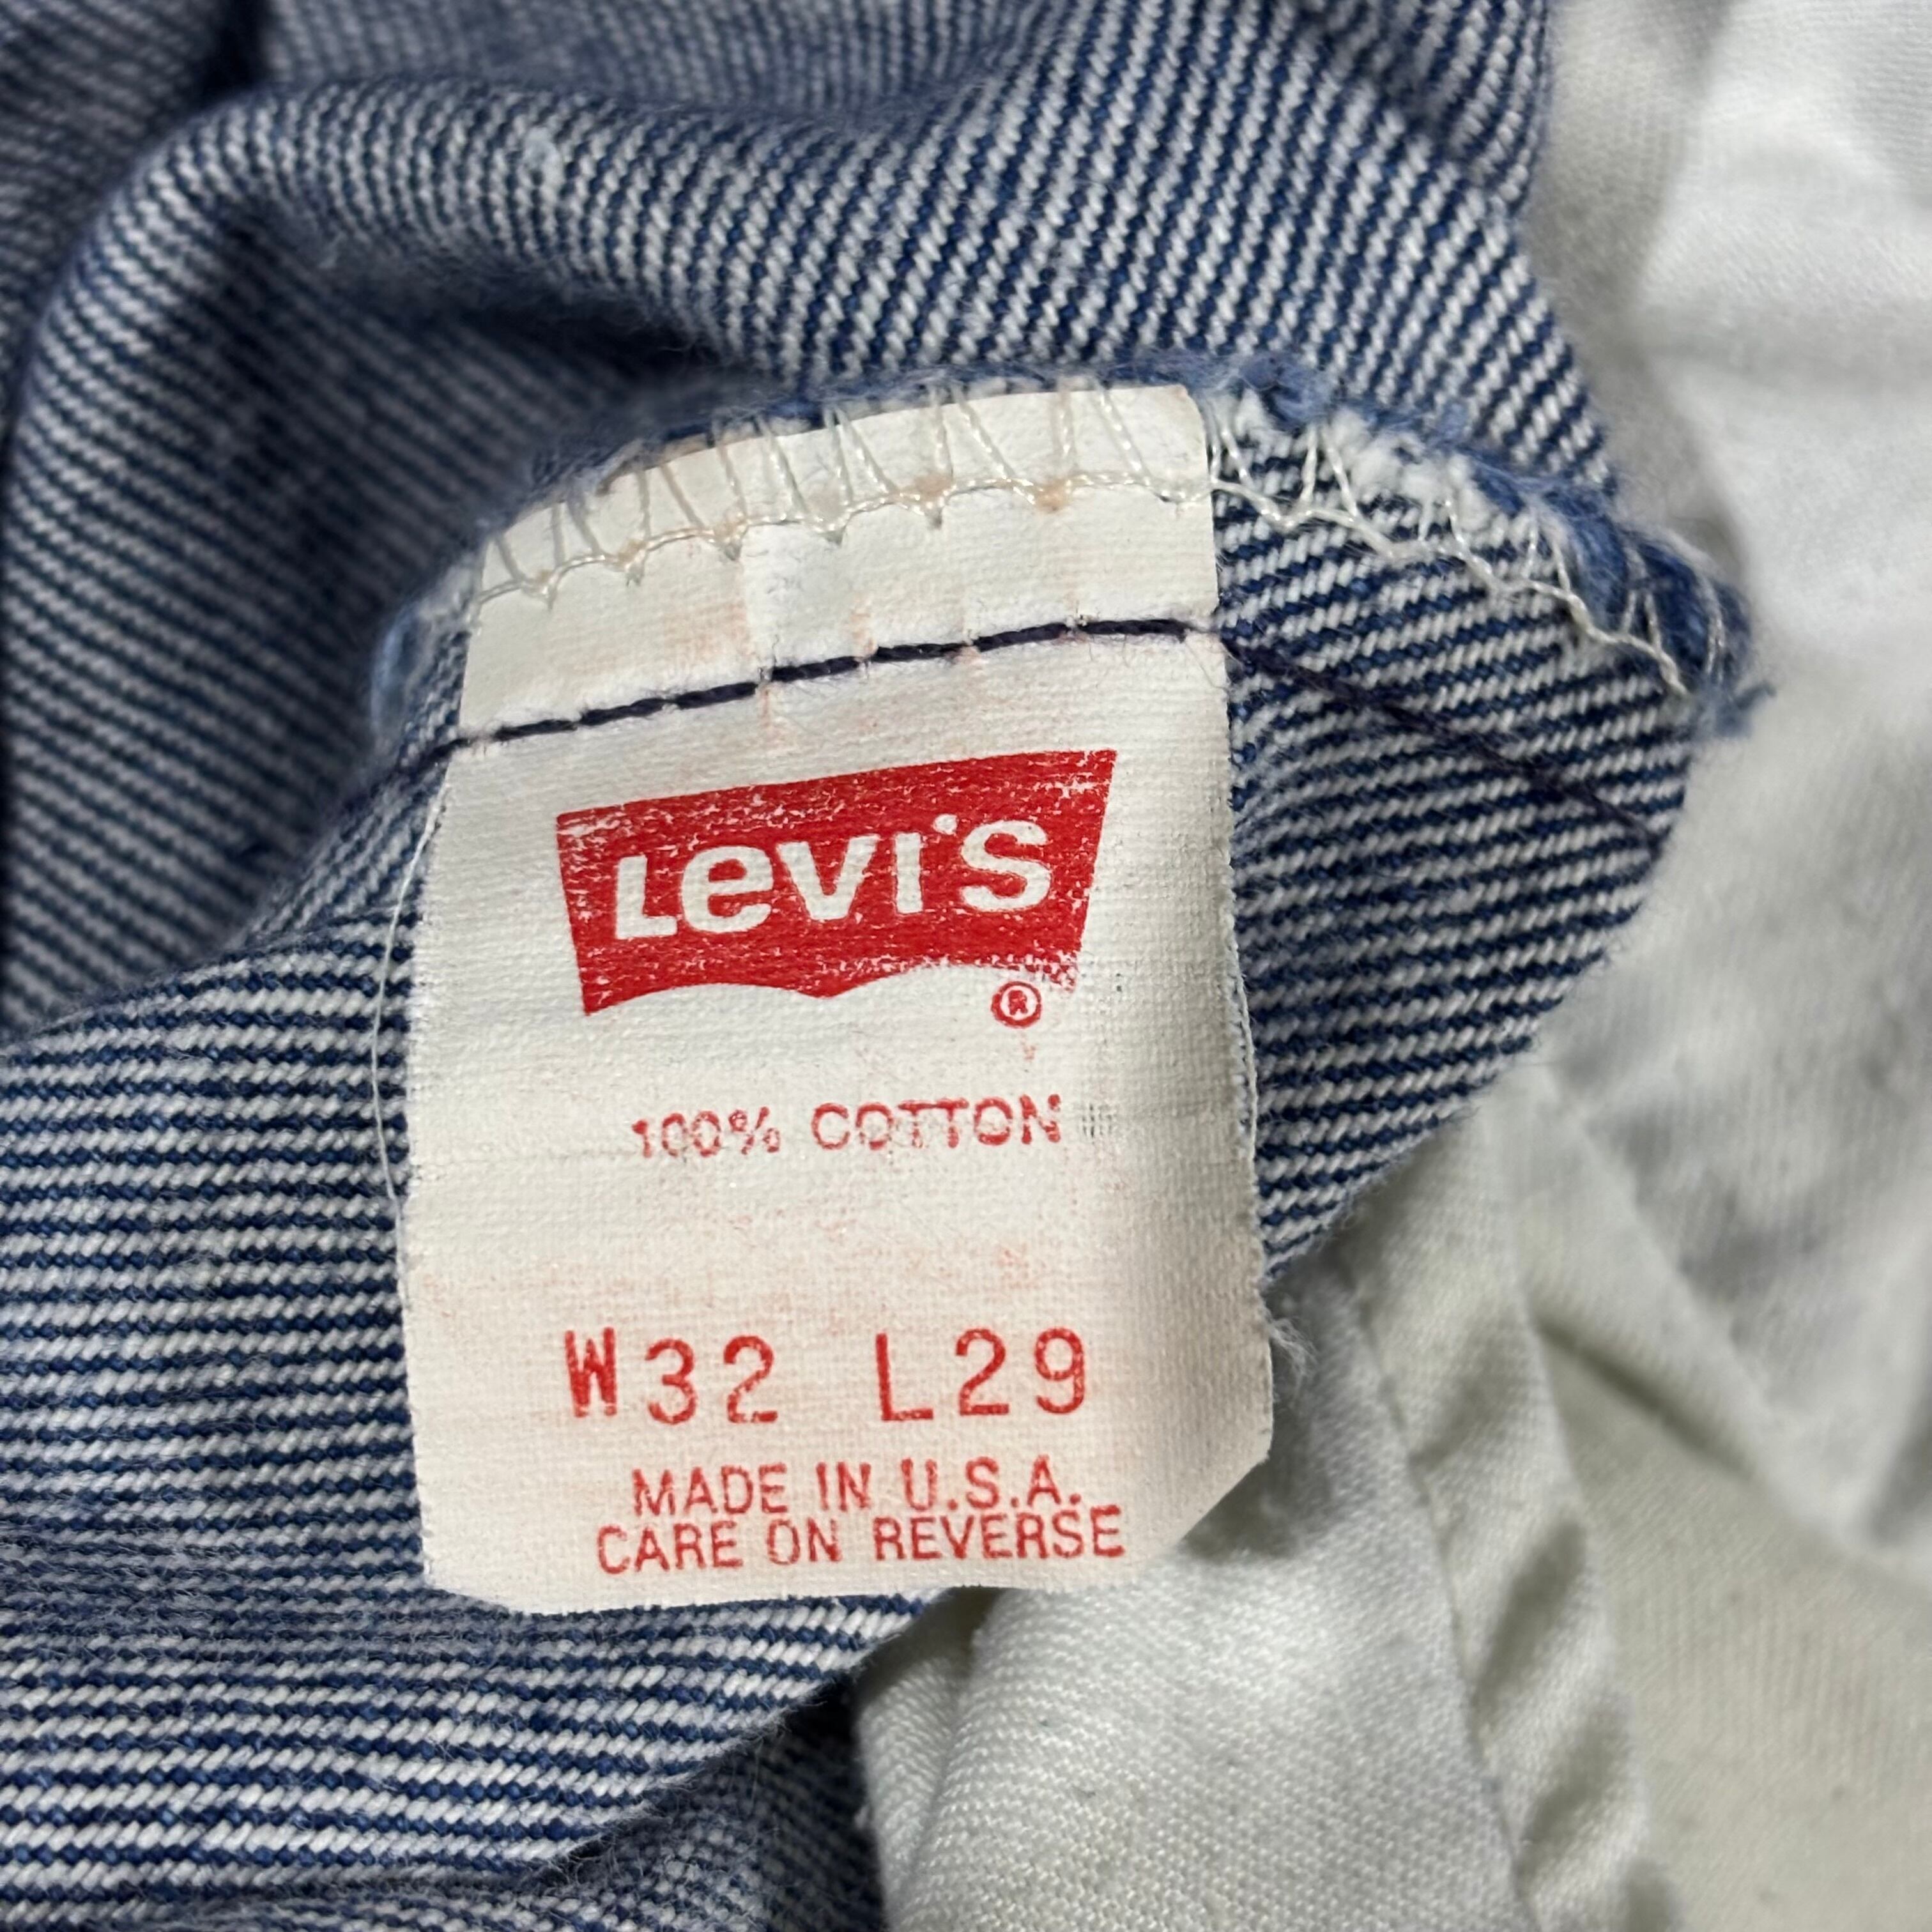 Levi's
®
100% COTTON
W32 L29
MADE IN U.S.A.
CARE ON REVERSE